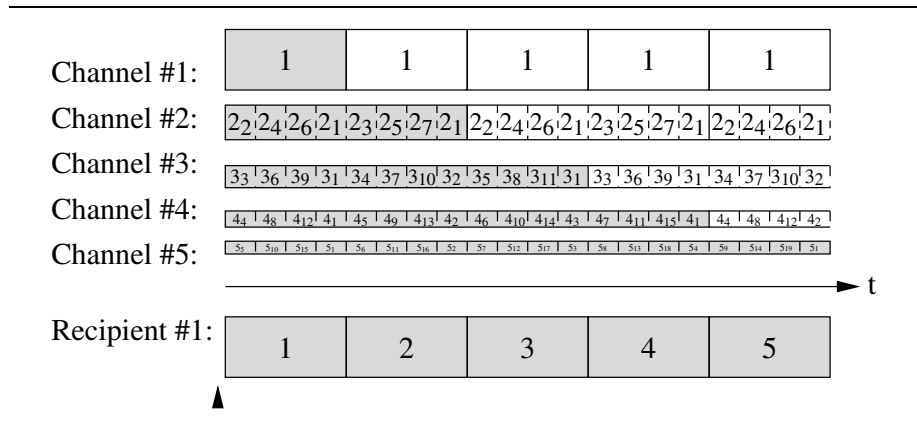 Channel #1: 1 1 1 1 1
Channel #2: 2₂ 2₄ 2₆ 2₁ 2₃ 2₅ 2₇ 2₁ 2₂ 2₄ 2₆ 2₁ 2₃ 2₅ 2₇ 2₁ 2₂ 2₄ 2₆ 2₁
Channel #3: 3₃ 3₆ 3₉ 3₁ 3₄ 3₇ 3₁₀ 3₂ 3₅ 3₈ 3₁₁ 3₁ 3₃ 3₆ 3₉ 3₁ 3₄ 3₇ 3₁₀ 3₂
Channel #4: 4₄ 4₈ 4₁₂ 4₁ 4₅ 4₉ 4₁₃ 4₂ 4₆ 4₁₀ 4₁₄ 4₃ 4₇ 4₁₁ 4₁₅ 4₁ 4₄ 4₈ 4₁₂ 4₂
Channel #5: 5₅ 5₁₀ 5₁₅ 5₁ 5₆ 5₁₁ 5₁₆ 5₂ 5₇ 5₁₂ 5₁₇ 5₃ 5₈ 5₁₃ 5₁₈ 5₄ 5₉ 5₁₄ 5₁₉ 5₁
t
Recipient #1: 1 2 3 4 5